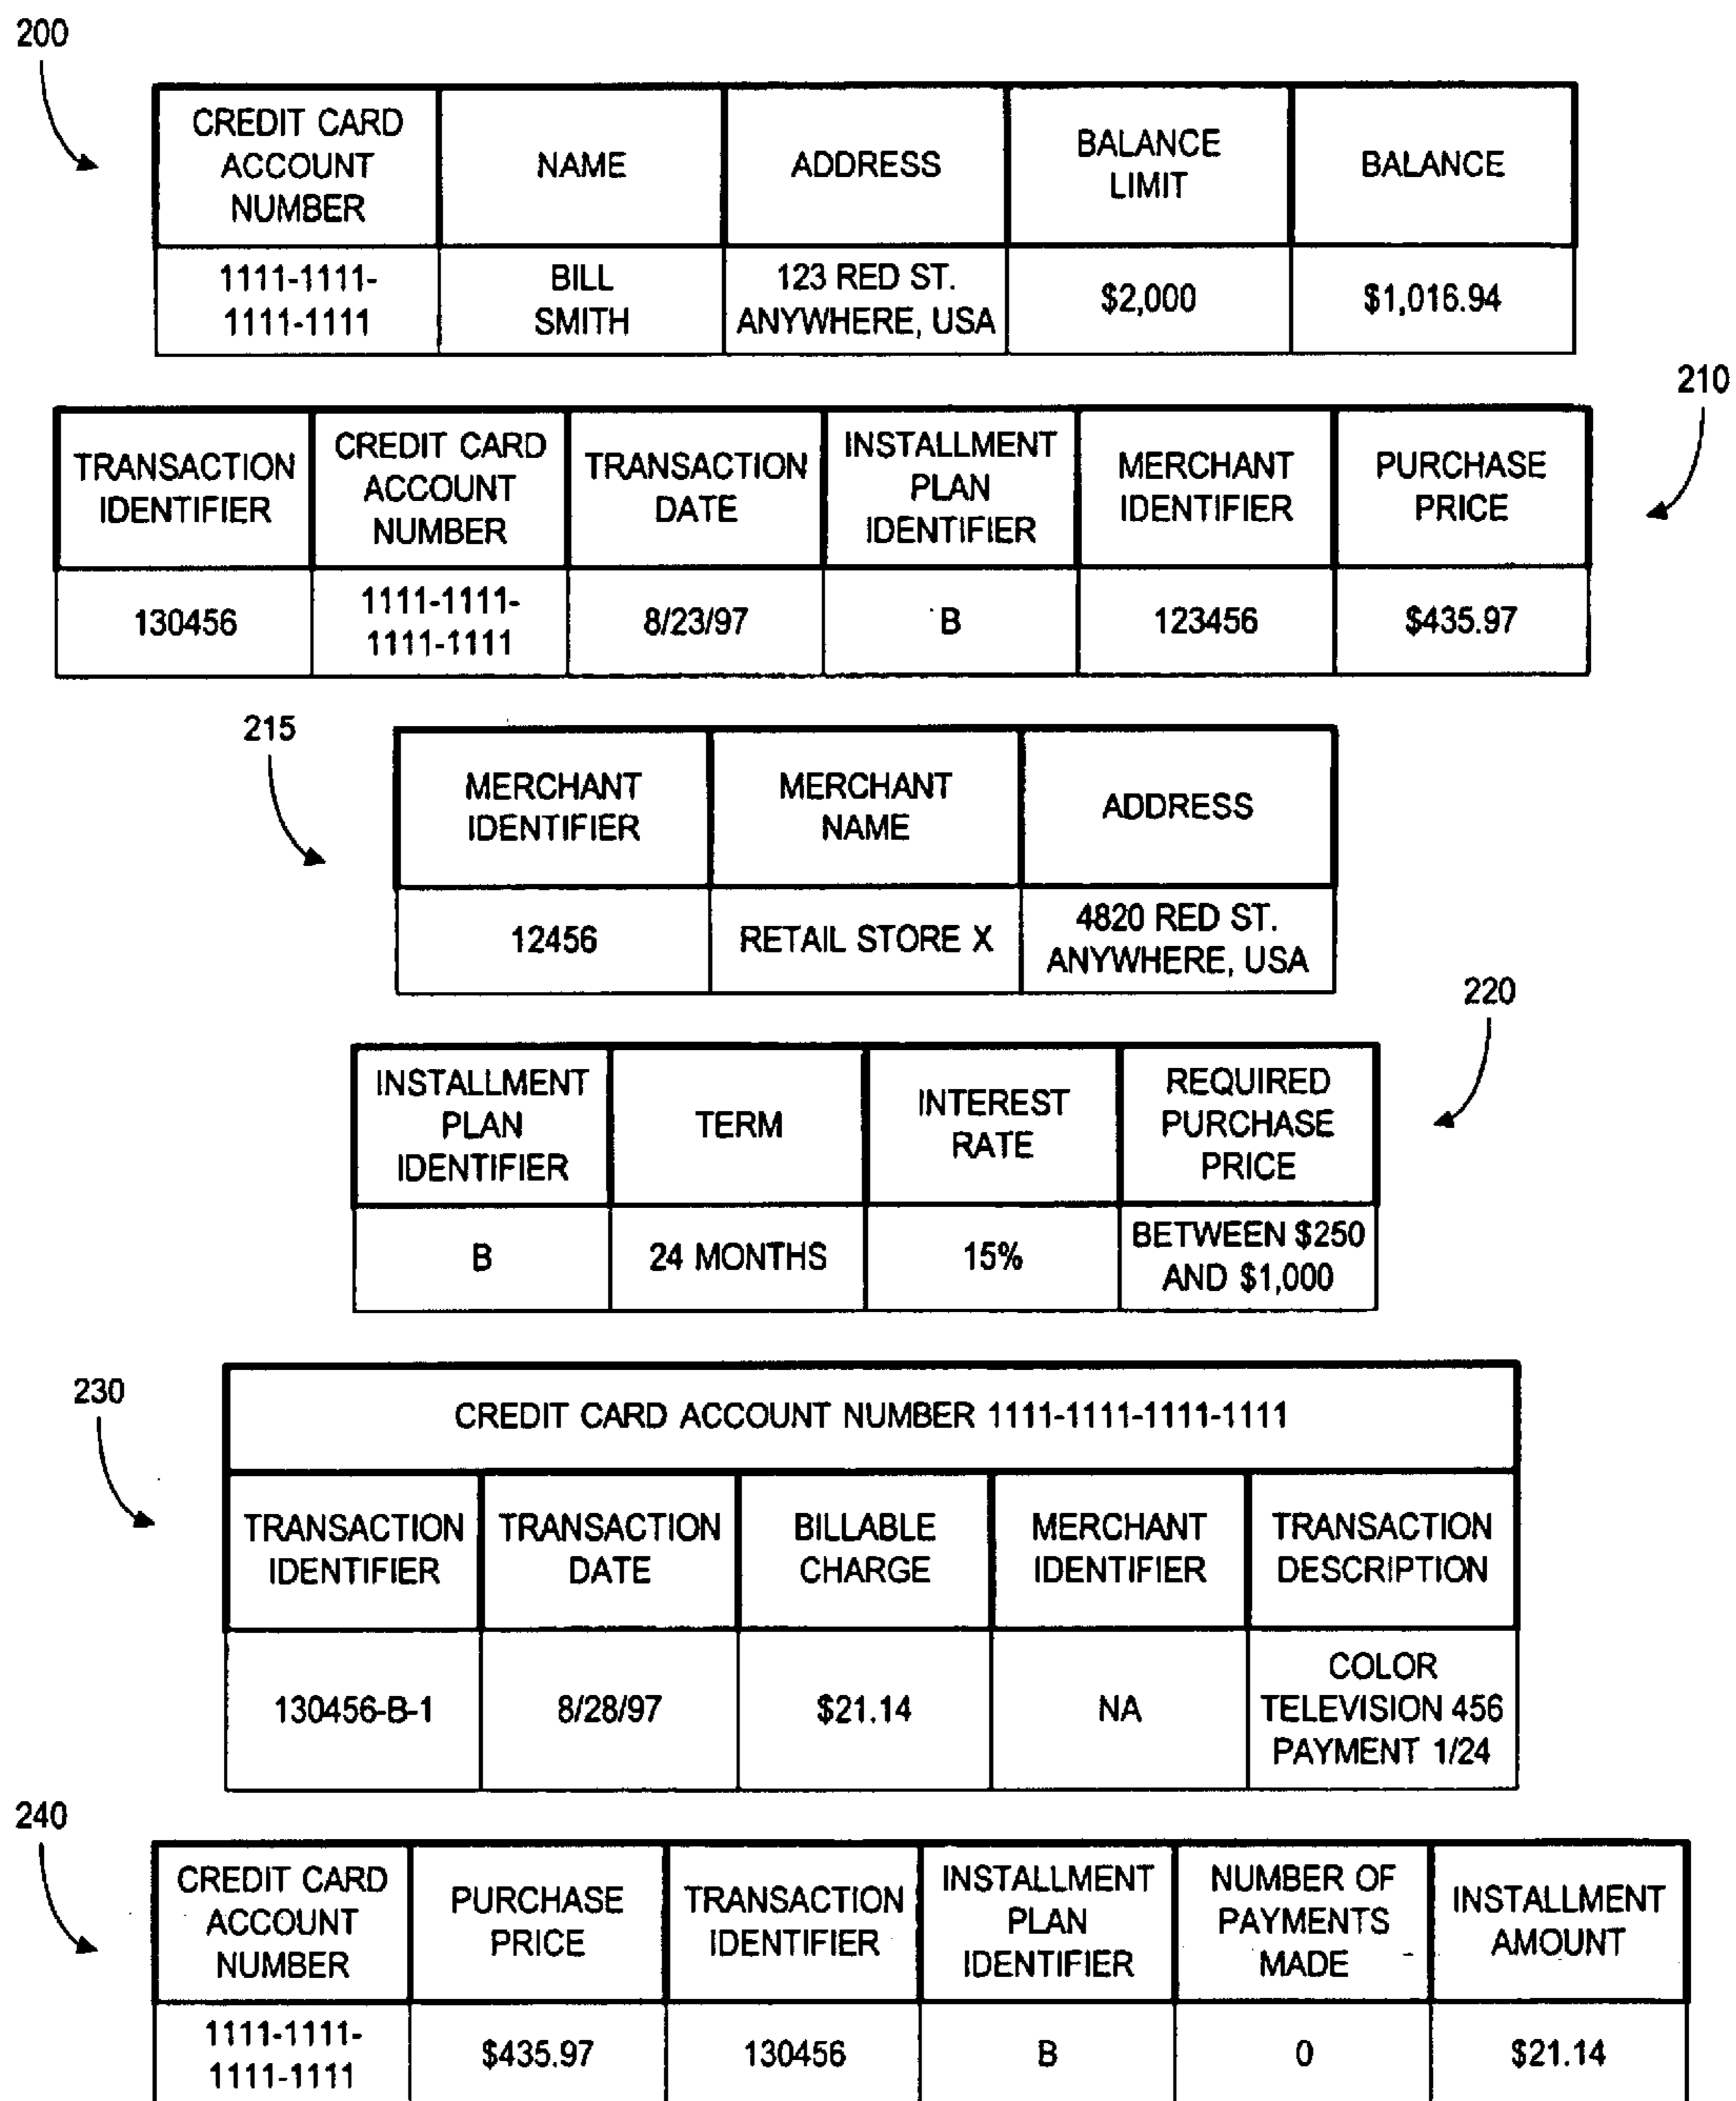 200
CREDIT CARD
ACCOUNT
NUMBER
NAME
ADDRESS
BALANCE
LIMIT
BALANCE
1111-1111-
1111-1111
BILL
SMITH
123 RED ST.
ANYWHERE, USA
$2,000
$1,016.94
210
TRANSACTION
IDENTIFIER
CREDIT CARD
ACCOUNT
NUMBER
TRANSACTION
DATE
INSTALLMENT
PLAN
IDENTIFIER
MERCHANT
IDENTIFIER
PURCHASE
PRICE
130456
1111-1111-
1111-1111
8/23/97
B
123456
$435.97
215
MERCHANT
IDENTIFIER
MERCHANT
NAME
ADDRESS
12456
RETAIL STORE X
4820 RED ST.
ANYWHERE, USA
220
INSTALLMENT
PLAN
IDENTIFIER
TERM
INTEREST
RATE
REQUIRED
PURCHASE
PRICE
B
24 MONTHS
15%
BETWEEN $250
AND $1,000
230
CREDIT CARD ACCOUNT NUMBER 1111-1111-1111-1111
TRANSACTION
IDENTIFIER
TRANSACTION
DATE
BILLABLE
CHARGE
MERCHANT
IDENTIFIER
TRANSACTION
DESCRIPTION
130456-B-1
8/28/97
$21.14
NA
COLOR
TELEVISION 456
PAYMENT 1/24
240
CREDIT CARD
ACCOUNT
NUMBER
PURCHASE
PRICE
TRANSACTION
IDENTIFIER
INSTALLMENT
PLAN
IDENTIFIER
NUMBER OF
PAYMENTS
MADE
INSTALLMENT
AMOUNT
1111-1111-
1111-1111
$435.97
130456
B
0
$21.14